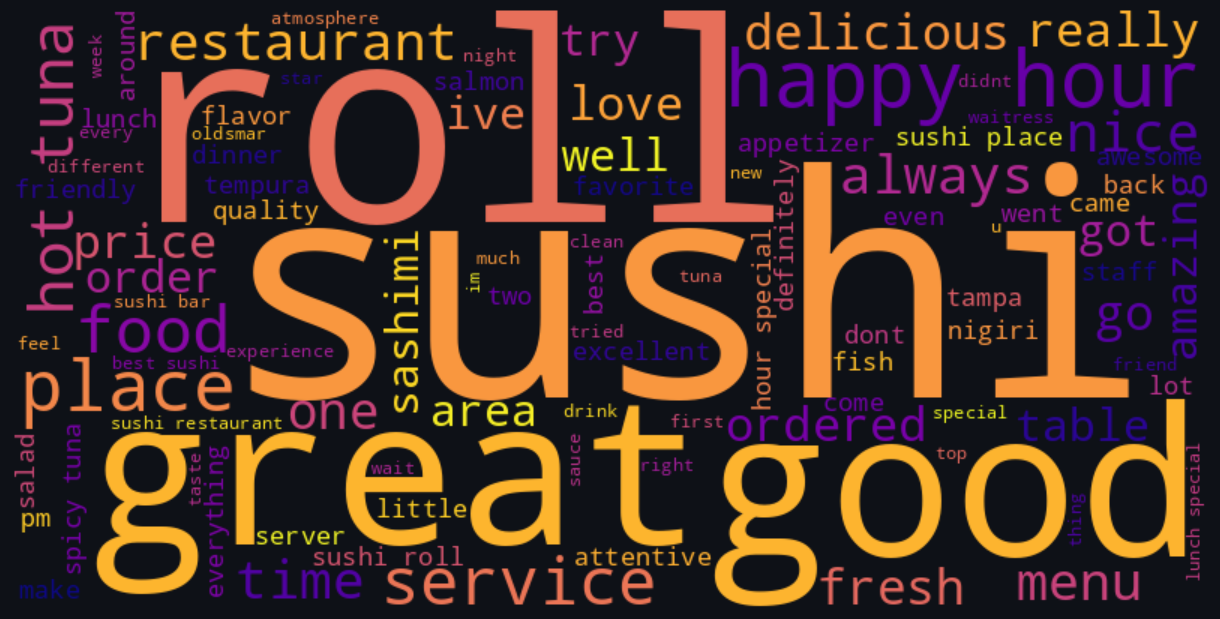 atmosphere
restaurant
week
around
hot tuna
night
try
delicious
really
star
salmon
happy hour
didnt
roll
lunch
flavor
ive
love
waitress
every
oldsmar
well
appetizer
sushi place
nice
different
dinner
new
awesome
friendly
tempura
favorite
always
back
quality
even
went
came
amazing
u
price
sashimi
clean
definitely
got
order
sushi
much
best
hour special
tuna
staff
sushi bar
im
two
tampa
food
tried
dont
nigiri
go
feel
experience
excellent
fish
best sushi
friend
place
lot
one
area
drink
come
sushi restaurant
first
ordered
special
table
salad
spicy tuna
great
good
taste
everything
wait
sauce
right
top
lunch special
pm
little
thing
server
sushi roll
attentive
make
time
service
fresh
menu